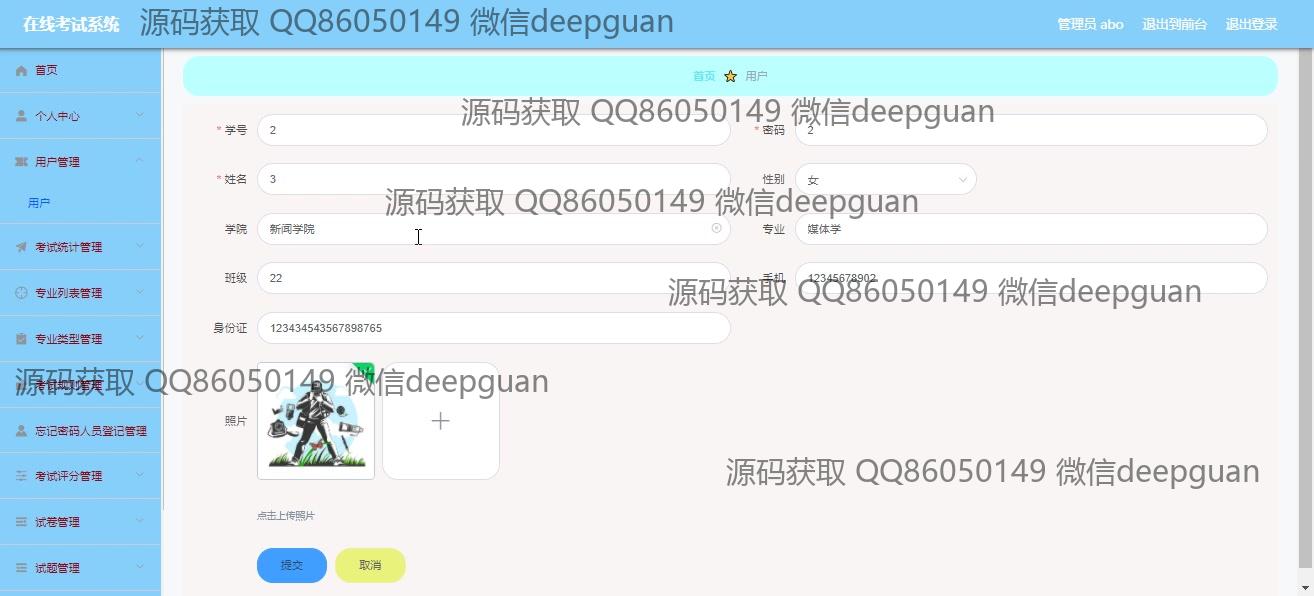 在线考试系统
源码获取 QQ86050149 微信deepguan
管理员 abo 退出到前台 退出登录
首页
个人中心
用户管理
用户
考试统计管理
专业列表管理
专业类型管理
考试规则管理
忘记密码人员登记管理
考试评分管理
试卷管理
试题管理
首页 用户
源码获取 QQ86050149 微信deepguan
* 学号 2
* 密码 2
* 姓名 3
性别 女
源码获取 QQ86050149 微信deepguan
学院 新闻学院
专业 媒体学
班级 22
手机 12345678902
源码获取 QQ86050149 微信deepguan
身份证 123434543567898765
源码获取 QQ86050149 微信deepguan
照片
源码获取 QQ86050149 微信deepguan
点击上传照片
提交 取消